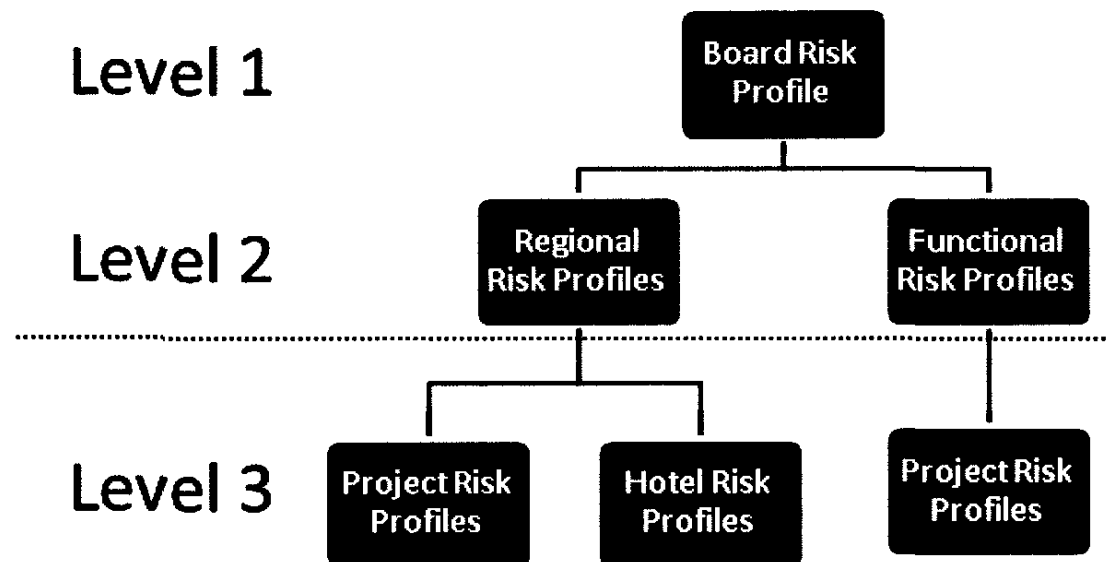 Level 1
Board Risk
Profile
Level 2
Regional
Risk Profiles
Functional
Risk Profiles
Level 3
Project Risk
Profiles
Hotel Risk
Profiles
Project Risk
Profiles